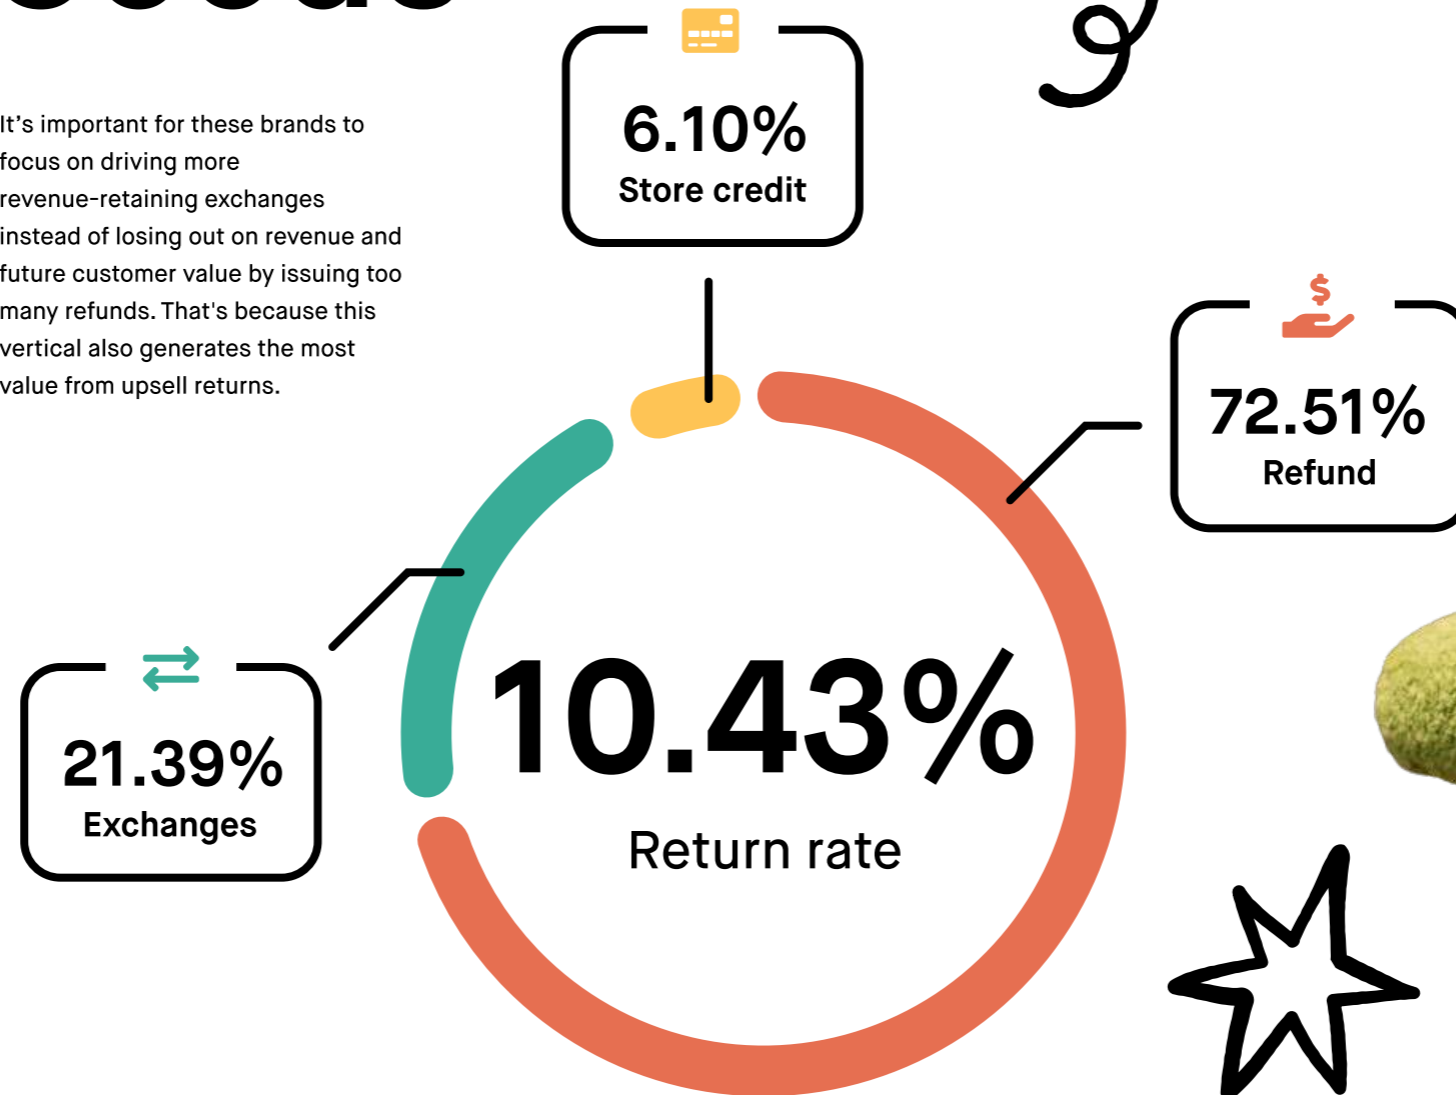 It's important for these brands to
focus on driving more
revenue-retaining exchanges
instead of losing out on revenue and
future customer value by issuing too
many refunds. That's because this
vertical also generates the most
value from upsell returns.
6.10%
Store credit
$
72.51%
Refund
21.39%
Exchanges
10.43%
Return rate